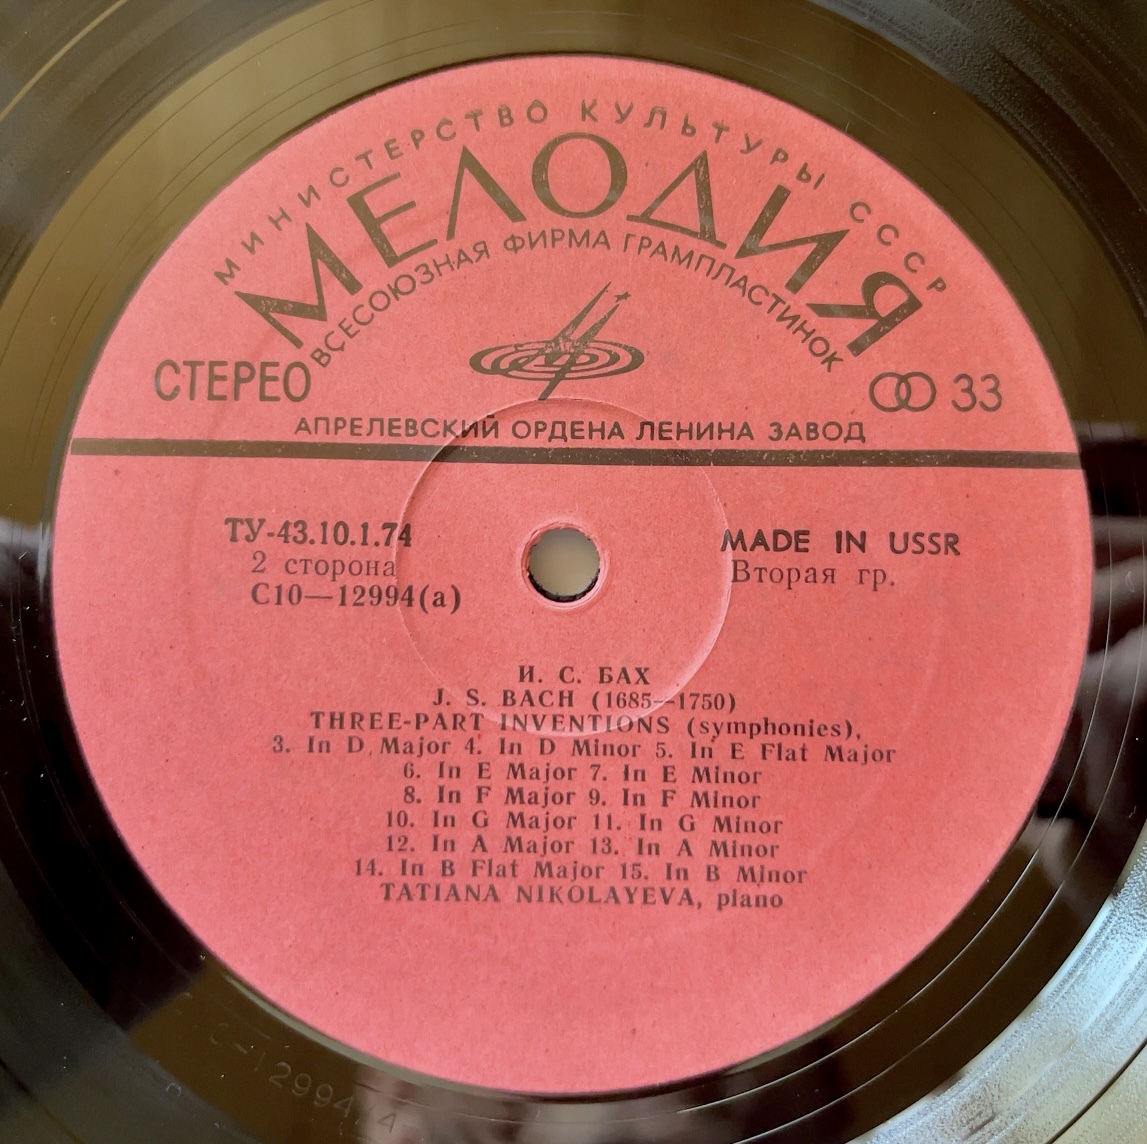 МИНИСТЕРСТВО КУЛЬТУРЫ СССР
МЕЛОДИЯ
ВСЕСОЮЗНАЯ ФИРМА ГРАМПЛАСТИНОК
СТЕРЕО
33
АПРЕЛЕВСКИЙ ОРДЕНА ЛЕНИНА ЗАВОД
ТУ-43.10.1.74
MADE IN USSR
2 сторона
Вторая гр.
С10—12994(а)
И. С. БАХ
J. S. BACH (1685—1750)
THREE-PART INVENTIONS (symphonies),
3. In D Major 4. In D Minor 5. In E Flat Major
6. In E Major 7. In E Minor
8. In F Major 9. In F Minor
10. In G Major 11. In G Minor
12. In A Major 13. In A Minor
14. In B Flat Major 15. In B Minor
TATIANA NIKOLAYEVA, piano